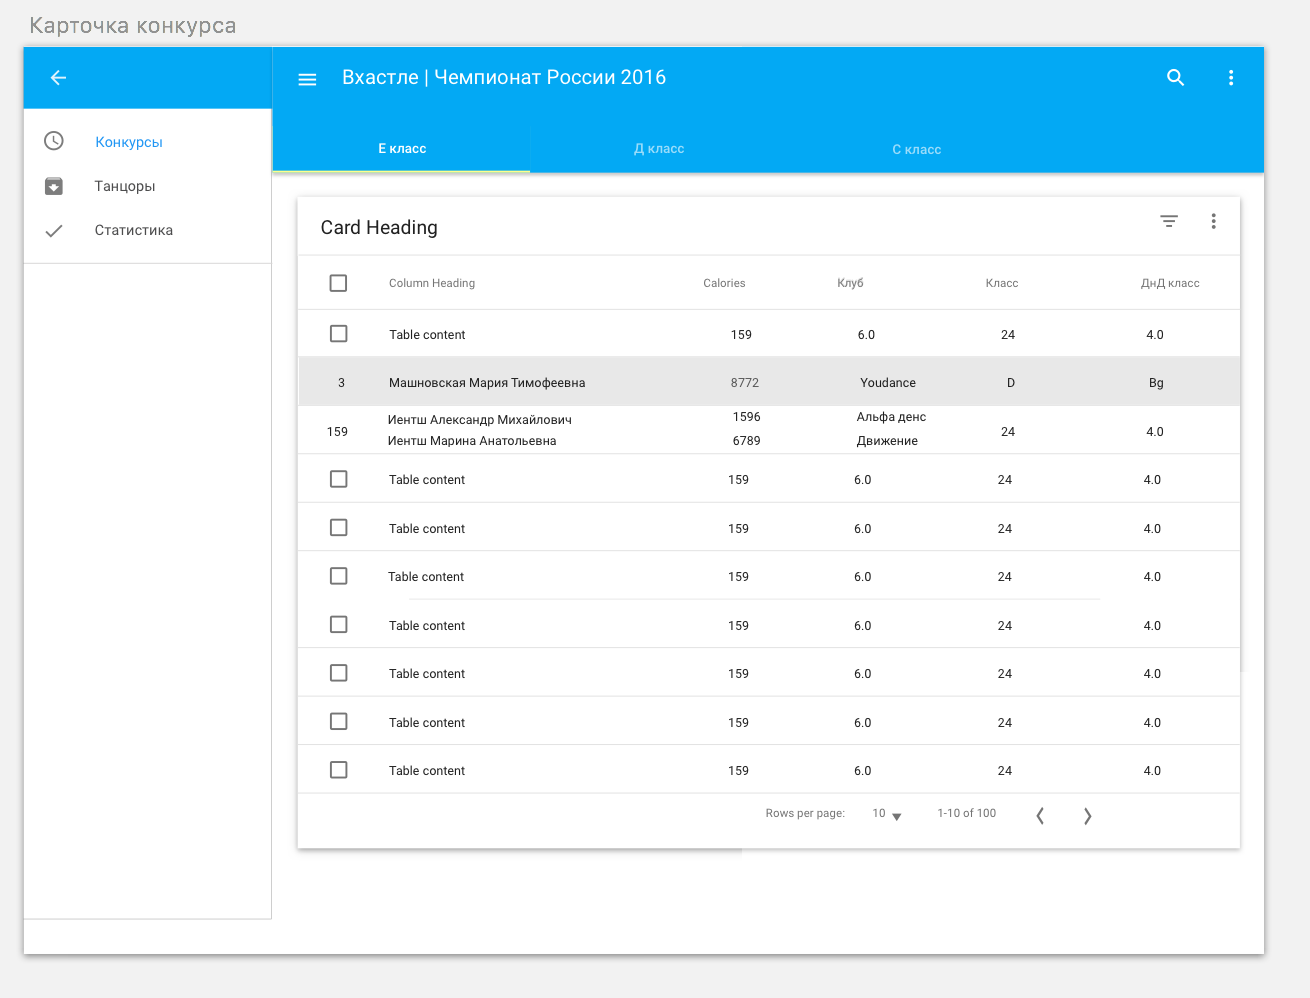 Карточка конкурса
Вхастле | Чемпионат России 2016
Е класс Д класс С класс
Конкурсы
Танцоры
Статистика
Card Heading
Column Heading Calories Клуб Класс ДнД класс
Table content 159 6.0 24 4.0
3 Машновская Мария Тимофеевна 8772 Youdance D Bg
Иентш Александр Михайлович 1596 Альфа денс
159 24 4.0
Иентш Марина Анатольевна 6789 Движение
Table content 159 6.0 24 4.0
Table content 159 6.0 24 4.0
Table content 159 6.0 24 4.0
Table content 159 6.0 24 4.0
Table content 159 6.0 24 4.0
Table content 159 6.0 24 4.0
Table content 159 6.0 24 4.0
Rows per page: 10 1-10 of 100